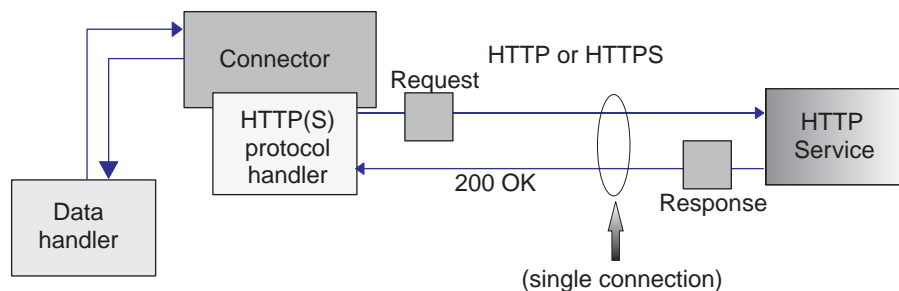 Connector
HTTP or HTTPS
Request
HTTP(S)
protocol
handler
HTTP
Service
200 OK
Response
Data
handler
(single connection)